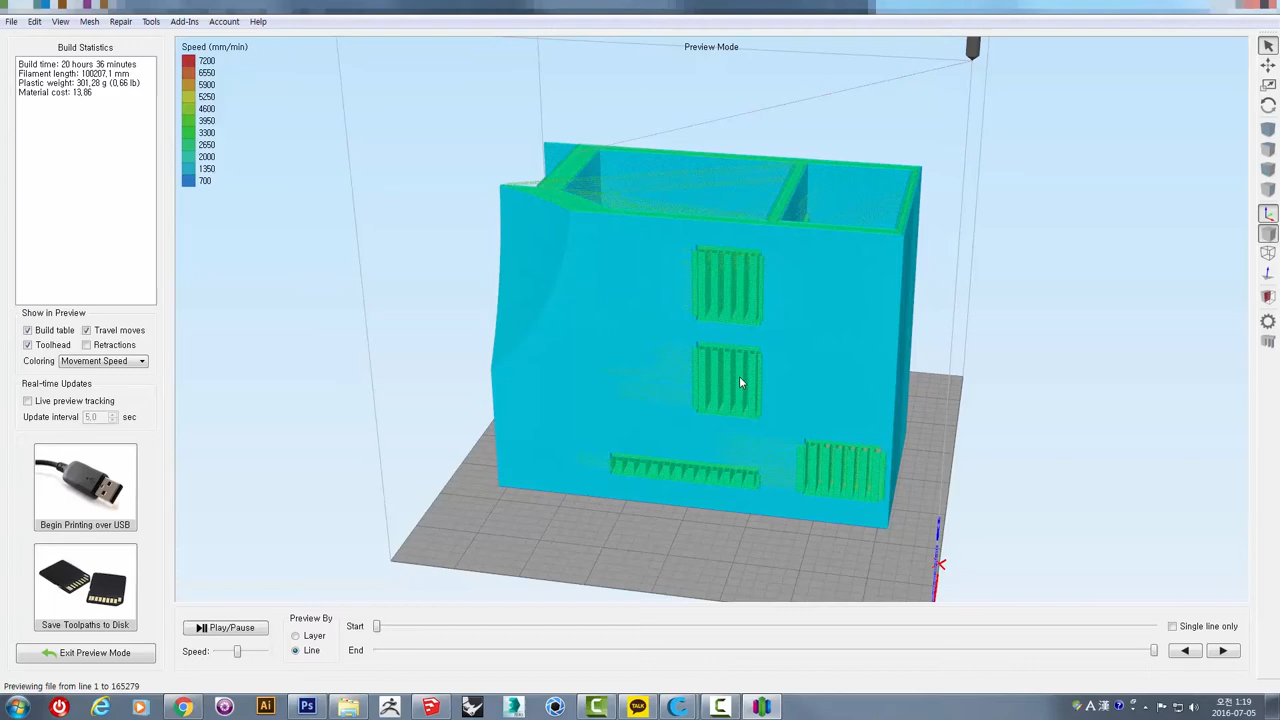 File Edit View Mesh Repair Tools Add-Ins Account Help
Build Statistics
Build time: 20 hours 36 minutes
Filament length: 100207,1 mm
Plastic weight: 301,28 g (0,66 lb)
Material cost: 13,86
Speed (mm/min)
7200
6550
5900
5250
4600
3950
3300
2650
2000
1350
700
Preview Mode
Show in Preview
Build table
Travel moves
Toolhead
Retractions
Coloring
Movement Speed
Real-time Updates
Live preview tracking
Update interval
5,0
sec
Begin Printing over USB
Save Toolpaths to Disk
Exit Preview Mode
Play/Pause
Speed:
Preview By
Layer
Line
Start
End
Single line only
Previewing file from line 1 to 165279
Ai
Ps
TALK
A 漢
오전 1:19
2016-07-05